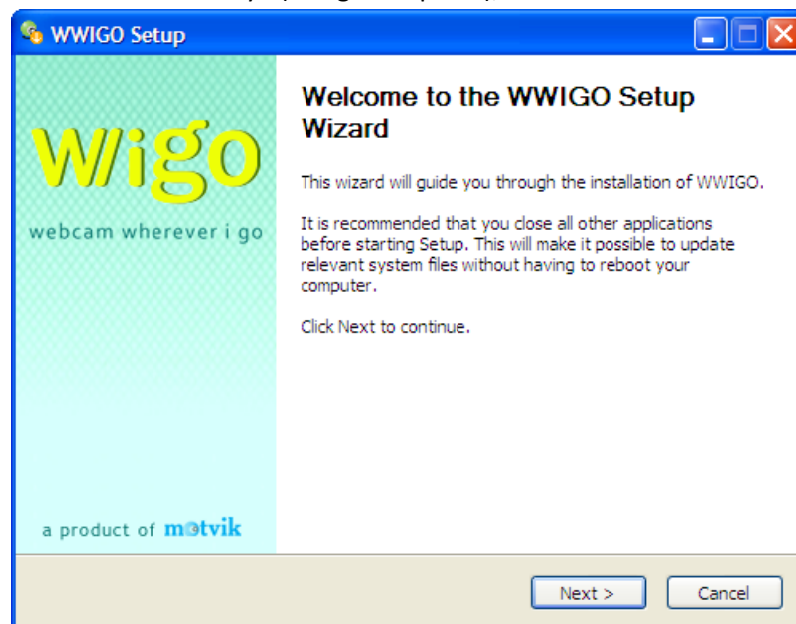 WWIGO Setup
Welcome to the WWIGO Setup
Wizard
W/igo
webcam wherever i go
This wizard will guide you through the installation of WWIGO.
It is recommended that you close all other applications
before starting Setup. This will make it possible to update
relevant system files without having to reboot your
computer.
Click Next to continue.
a product of motvik
Next >
Cancel